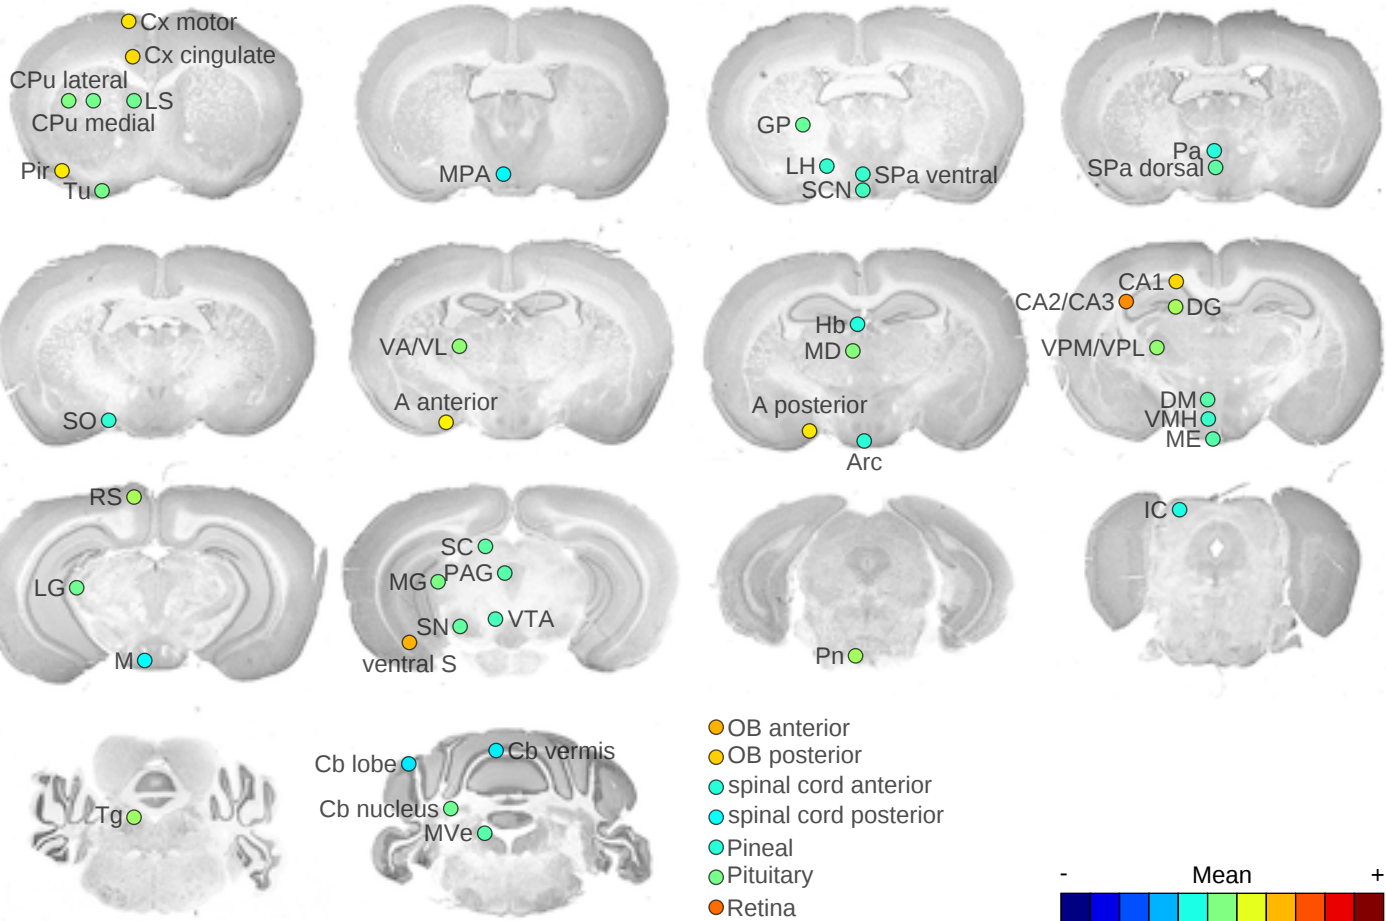 Cx motor
Cx cingulate
CPu lateral
LS
CPu medial
Pir
Tu
MPA
GP
LH
SPa ventral
SCN
Pa
SPa dorsal
SO
VA/VL
A anterior
Hb
MD
A posterior
Arc
CA1
CA2/CA3
DG
VPM/VPL
DM
VMH
ME
RS
LG
M
SC
PAG
MG
VTA
SN
ventral S
Pn
IC
Tg
Cb vermis
Cb lobe
Cb nucleus
MVe
OB anterior
OB posterior
spinal cord anterior
spinal cord posterior
Pineal
Pituitary
Retina
- Mean +